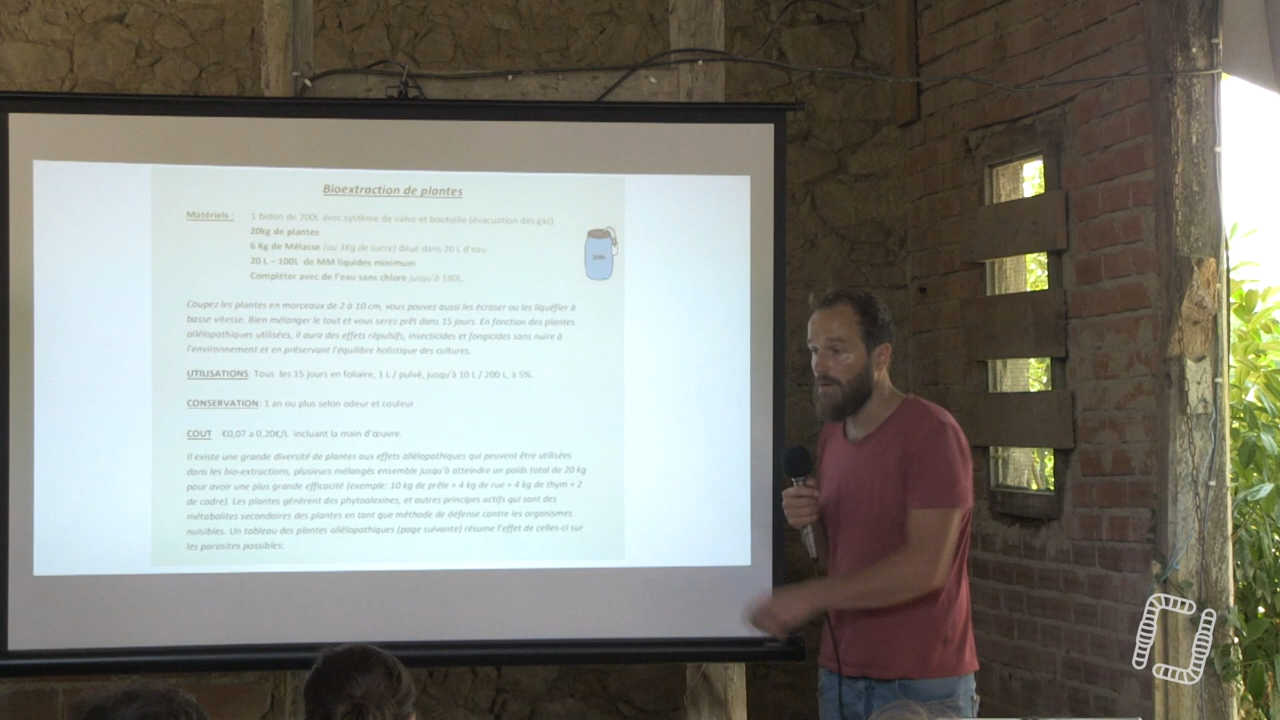 Bioextraction de plantes
Matériels : 1 bidon de 200L avec système de valve et bouteille (évacuation des gaz)
20kg de plantes
6 Kg de Mélasse (ou 3Kg de sucre) dilué dans 20 L d'eau
20 L – 100L de MM liquides minimum
Compléter avec de l'eau sans chlore jusqu'à 180L.
Coupez les plantes en morceaux de 2 à 10 cm, vous pouvez aussi les écraser ou les liquéfier à
basse vitesse. Bien mélanger le tout et vous serez prêt dans 15 jours. En fonction des plantes
allélopathiques utilisées, il aura des effets répulsifs, insecticides et fongicides sans nuire à
l'environnement et en préservant l'équilibre holistique des cultures.
UTILISATIONS: Tous les 15 jours en foliaire, 1 L / pulvé, jusqu'à 10 L / 200 L, à 5%.
CONSERVATION: 1 an ou plus selon odeur et couleur
COUT €0,07 à 0,20€/L incluant la main d'œuvre.
Il existe une grande diversité de plantes aux effets allélopathiques qui peuvent être utilisées
dans les bio-extractions, plusieurs mélangés ensemble jusqu'à atteindre un poids total de 20 kg
pour avoir une plus grande efficacité (exemple: 10 kg de prêle + 4 kg de rue + 4 kg de thym + 2
de cadre). Les plantes génèrent des phytoalexines, et autres principes actifs qui sont des
métabolites secondaires des plantes en tant que méthode de défense contre les organismes
nuisibles. Un tableau des plantes allélopathiques (page suivante) résume l'effet de celles-ci sur
les parasites possibles: